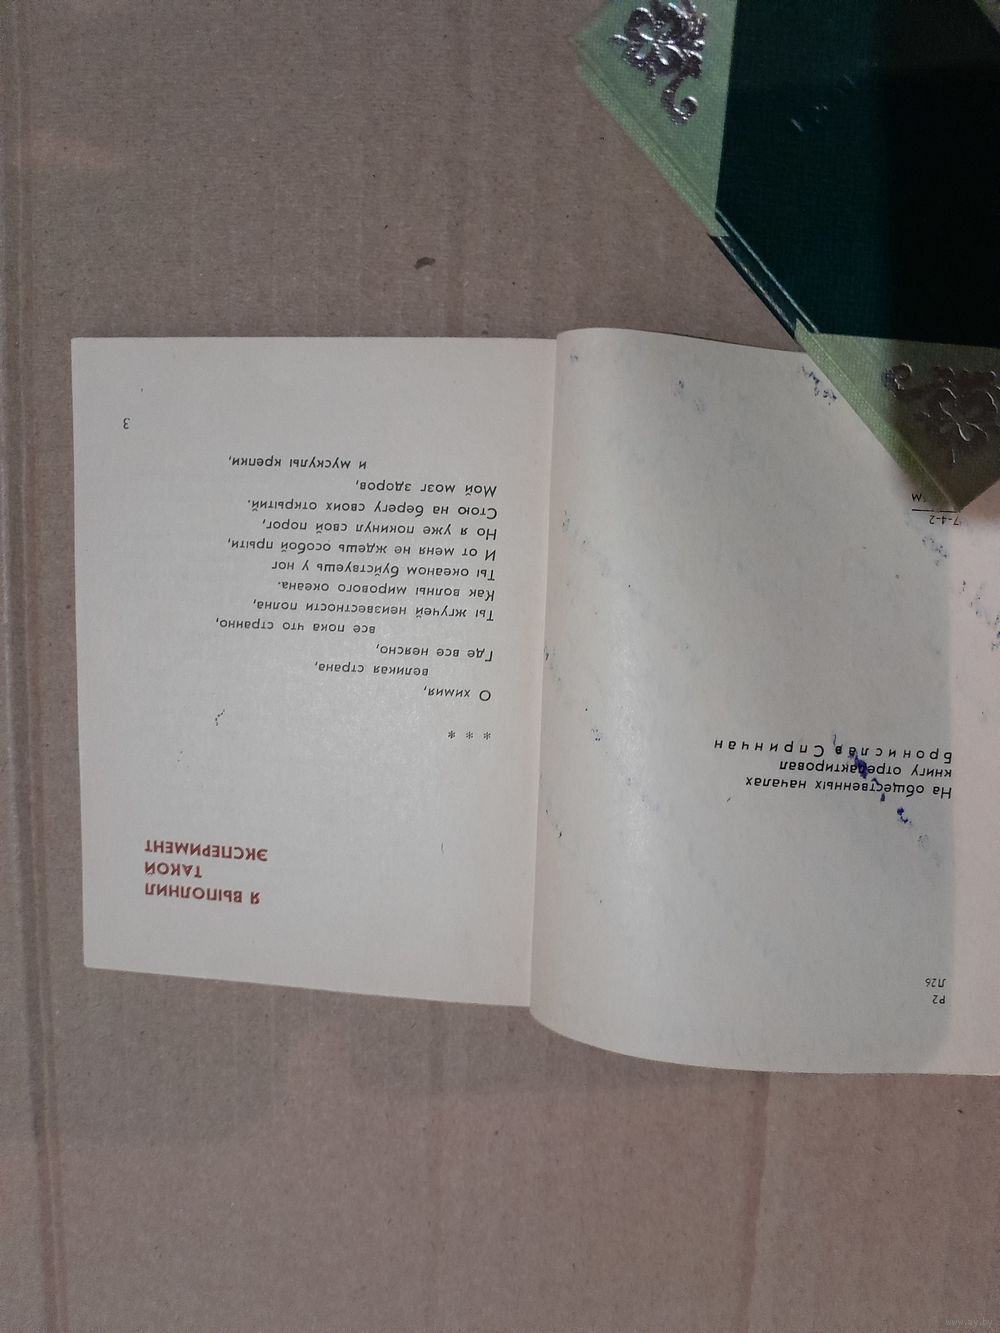 Р2
Л26
На общественных началах
книгу отредактировал
Бронислав Спринчан
7-4-2
М
Я ВЫПОЛНИЛ
ТАКОЙ
ЭКСПЕРИМЕНТ
* * *
О химия,
великая страна,
Где все неясно,
все пока что странно,
Ты жгучей неизвестности полна,
Как волны мирового океана.
Ты океаном буйствуешь у ног
И от меня не ждешь особой прыти,
Но я уже покинул свой порог,
Стою на берегу своих открытий.
Мой мозг здоров,
и мускулы крепки,
3
www.ay.by